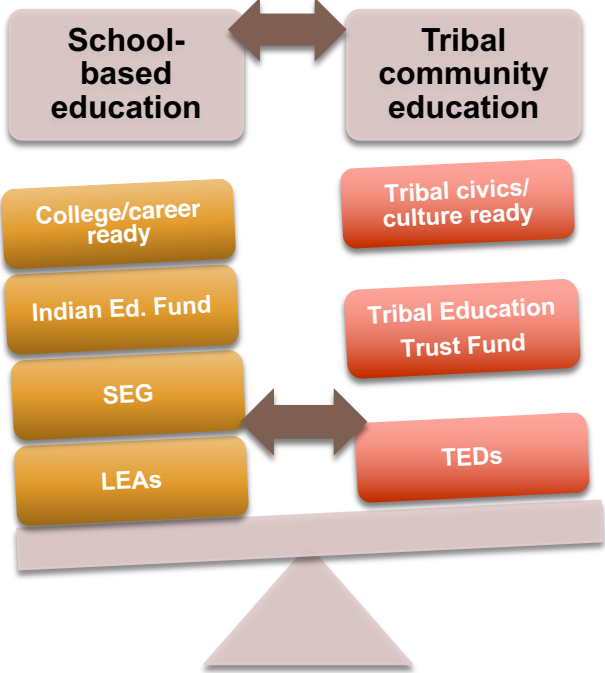 School-
based
education
Tribal
community
education
College/career
ready
Indian Ed. Fund
SEG
LEAs
Tribal civics/
culture ready
Tribal Education
Trust Fund
TEDs